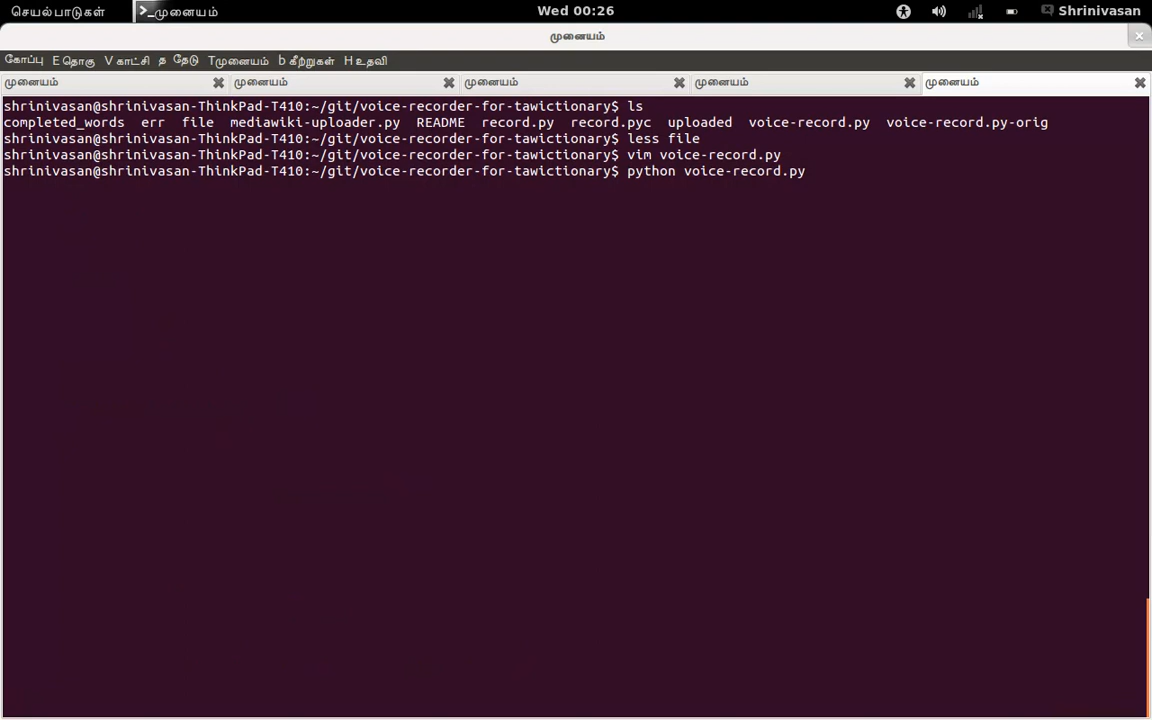 செயல்பாடுகள் >_ முனையம் Wed 00:26 Shrinivasan
முனையம்
கோப்பு E தொகு V காட்சி த தேடு Tமுனையம் b கீற்றுகள் H உதவி
முனையம் முனையம் முனையம் முனையம் முனையம்
shrinivasan@shrinivasan-ThinkPad-T410:~/git/voice-recorder-for-tawictionary$ ls
completed_words err file mediawiki-uploader.py README record.py record.pyc uploaded voice-record.py voice-record.py-orig
shrinivasan@shrinivasan-ThinkPad-T410:~/git/voice-recorder-for-tawictionary$ less file
shrinivasan@shrinivasan-ThinkPad-T410:~/git/voice-recorder-for-tawictionary$ vim voice-record.py
shrinivasan@shrinivasan-ThinkPad-T410:~/git/voice-recorder-for-tawictionary$ python voice-record.py